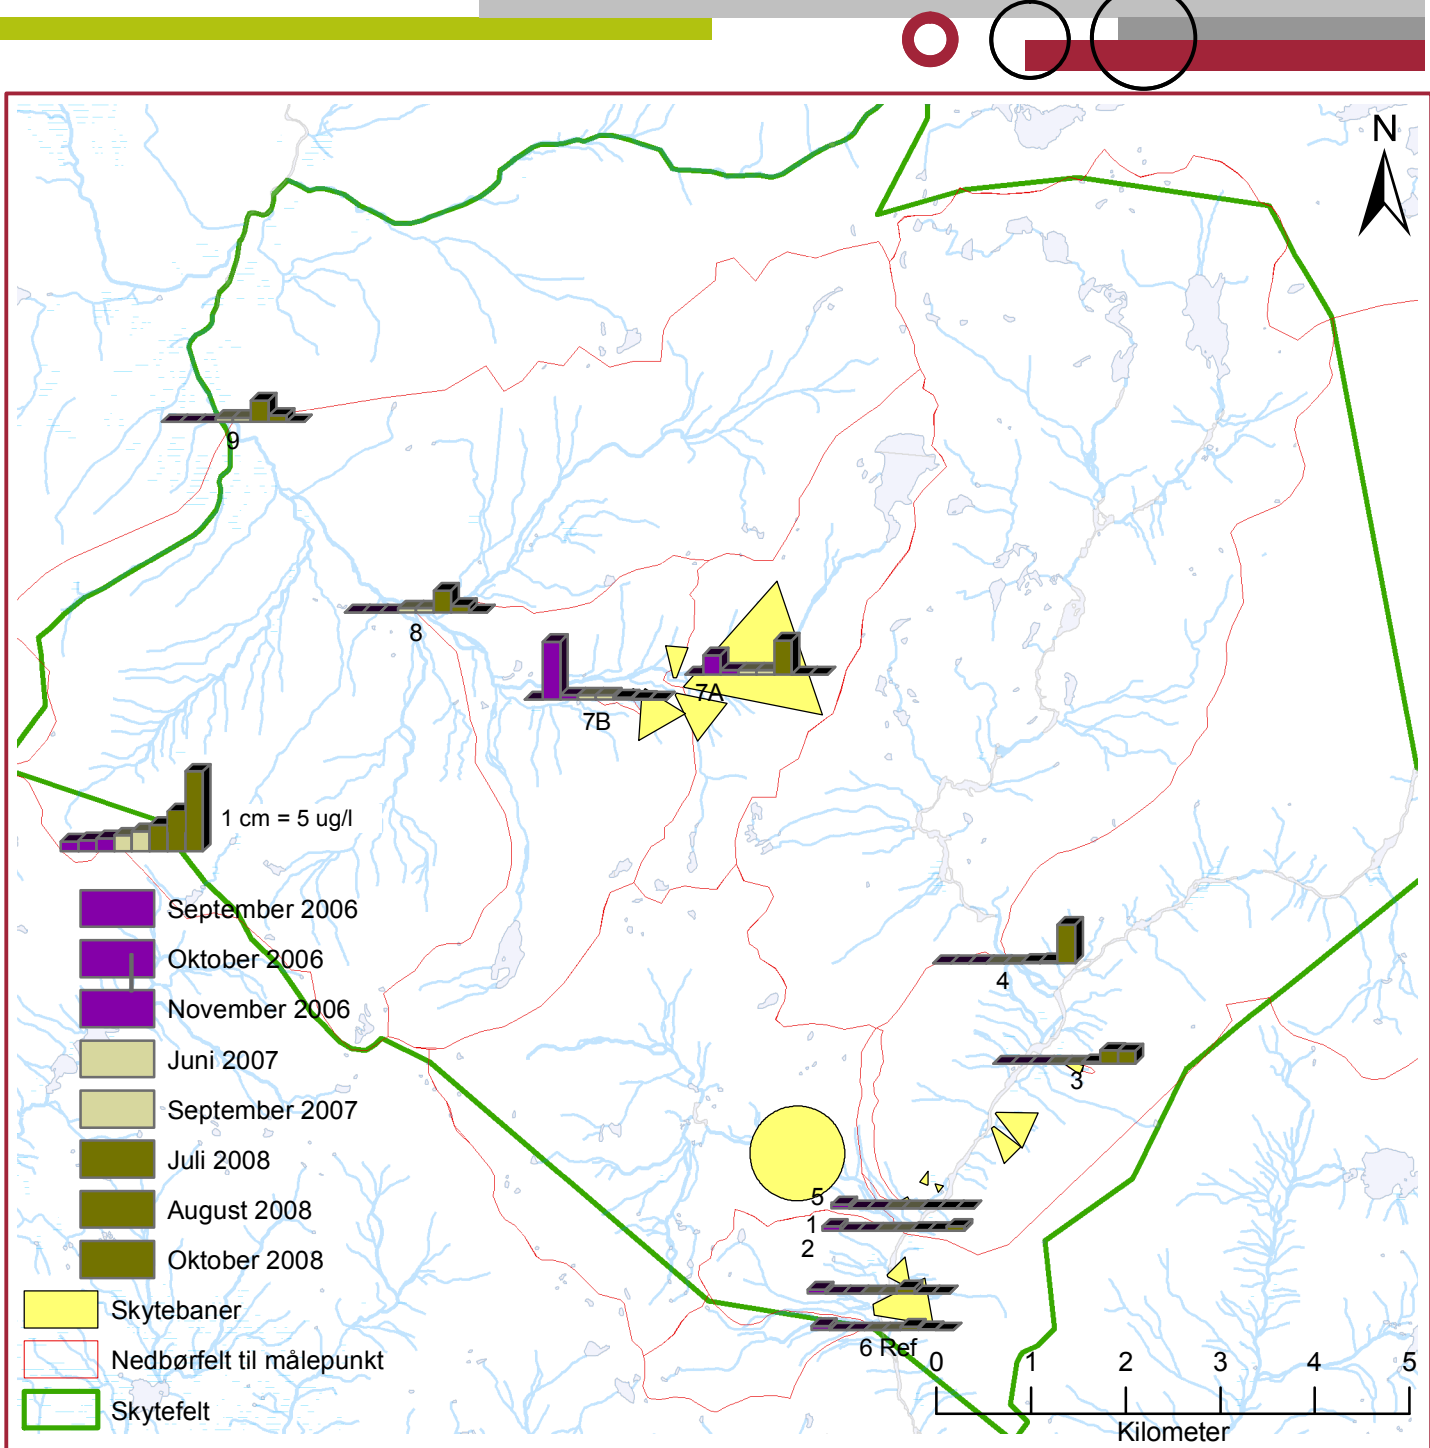 N
9
8
7A
7B
1 cm = 5 ug/l
September 2006
Oktober 2006
November 2006
Juni 2007
September 2007
Juli 2008
August 2008
Oktober 2008
Skytebaner
Nedbørfelt til målepunkt
Skytefelt
4
3
5
1
2
6 Ref
0 1 2 3 4 5
Kilometer